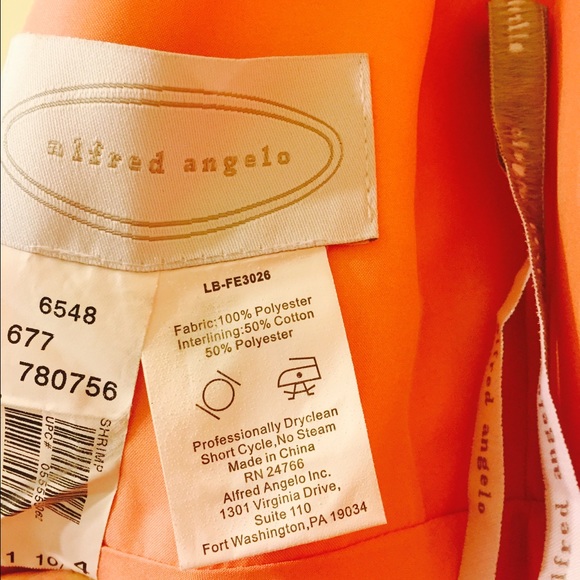 alfred angelo
6548
677
780756
SHRIMP
UPC#
LB-FE3026
Fabric:100% Polyester
Interlining:50% Cotton
50% Polyester
Professionally Dryclean
Short Cycle,No Steam
Made in China
RN 24766
Alfred Angelo Inc.
1301 Virginia Drive,
Suite 110
Fort Washington,PA 19034
alfred angelo
alfred